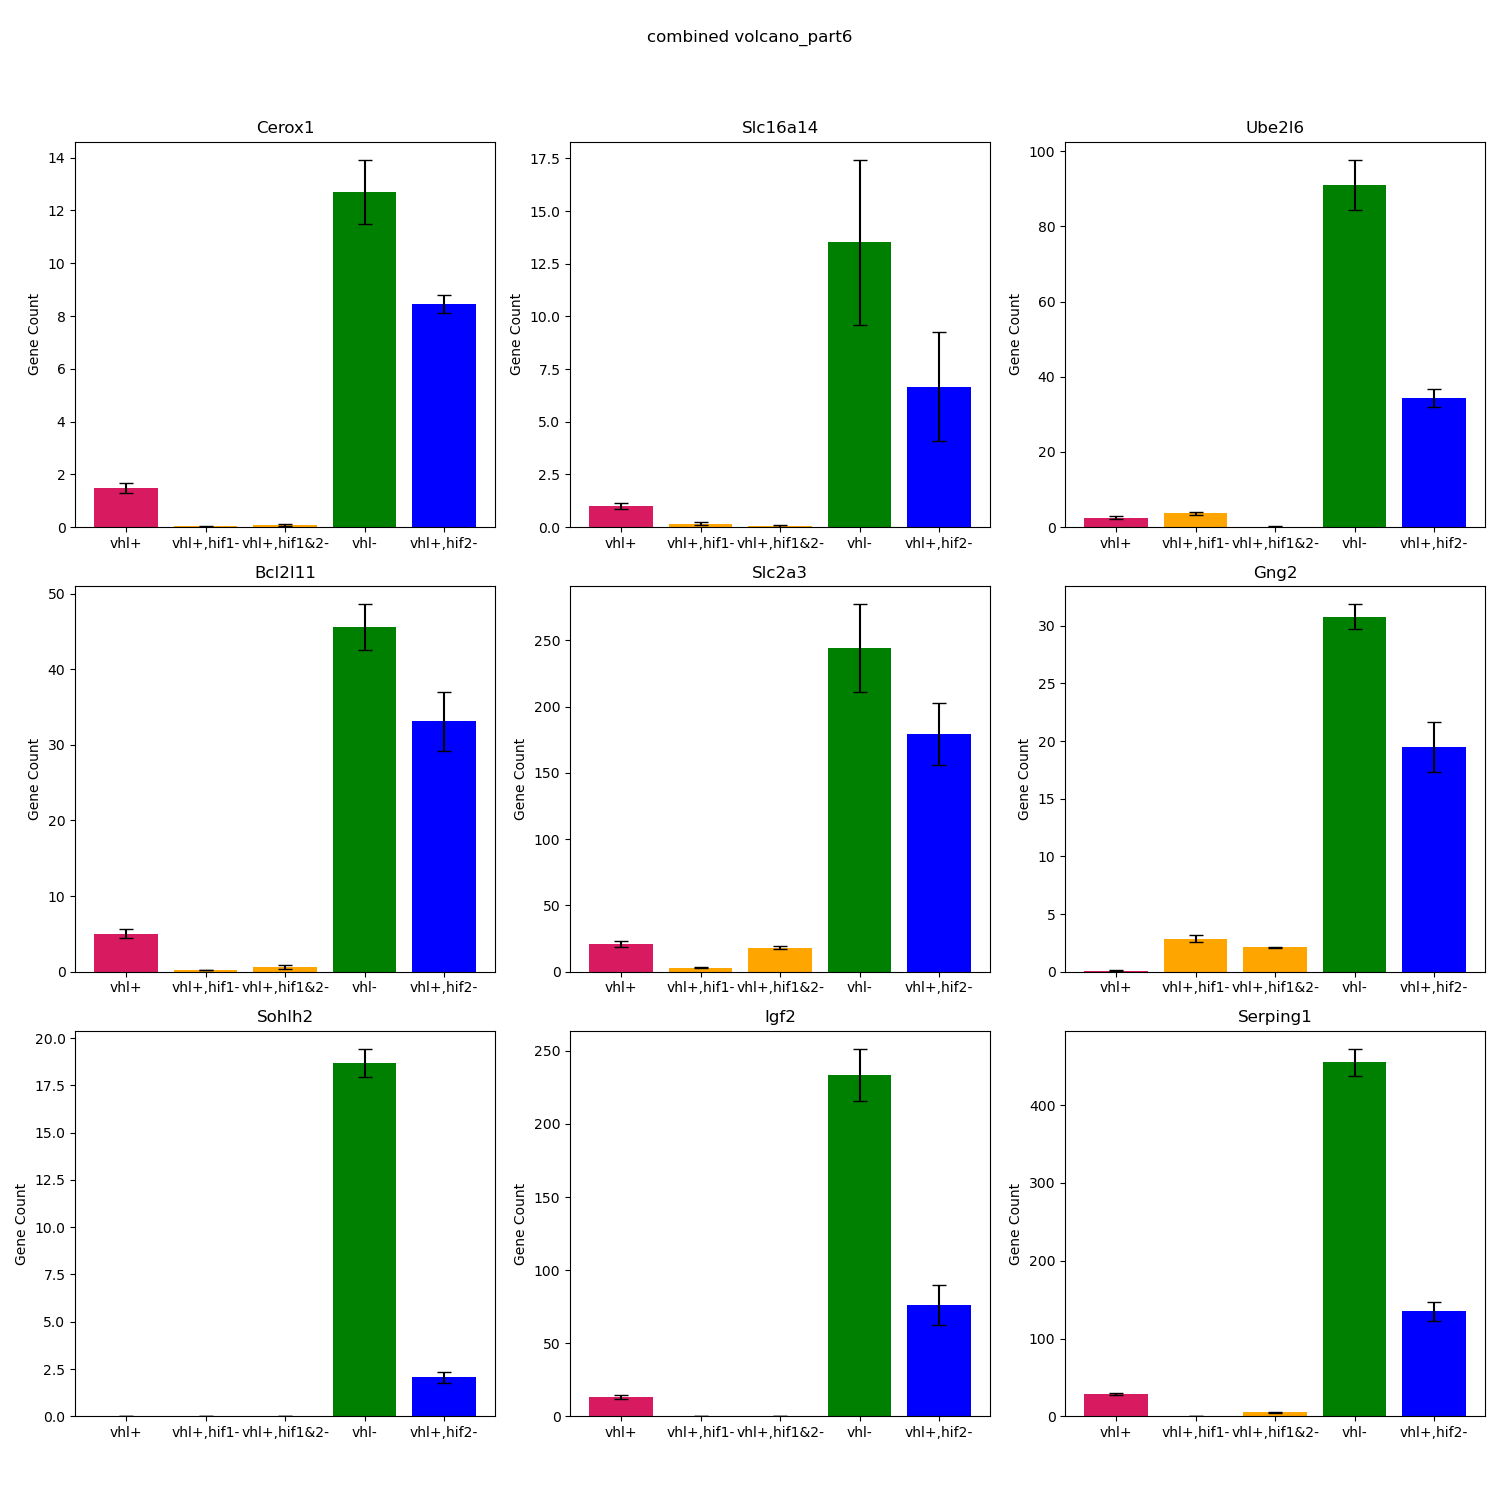 combined volcano_part6
Cerox1
Slc16a14
Ube2l6
Gene Count
14
12
10
8
6
4
2
0
vhl+ vhl+,hif1- vhl+,hif1&2- vhl- vhl+,hif2-
Gene Count
17.5
15.0
12.5
10.0
7.5
5.0
2.5
0.0
vhl+ vhl+,hif1- vhl+,hif1&2- vhl- vhl+,hif2-
Gene Count
100
80
60
40
20
0
vhl+ vhl+,hif1- vhl+,hif1&2- vhl- vhl+,hif2-
Bcl2l11
Slc2a3
Gng2
Gene Count
50
40
30
20
10
0
vhl+ vhl+,hif1- vhl+,hif1&2- vhl- vhl+,hif2-
Gene Count
250
200
150
100
50
0
vhl+ vhl+,hif1- vhl+,hif1&2- vhl- vhl+,hif2-
Gene Count
30
25
20
15
10
5
0
vhl+ vhl+,hif1- vhl+,hif1&2- vhl- vhl+,hif2-
Sohlh2
Igf2
Serping1
Gene Count
20.0
17.5
15.0
12.5
10.0
7.5
5.0
2.5
0.0
vhl+ vhl+,hif1- vhl+,hif1&2- vhl- vhl+,hif2-
Gene Count
250
200
150
100
50
0
vhl+ vhl+,hif1- vhl+,hif1&2- vhl- vhl+,hif2-
Gene Count
400
300
200
100
0
vhl+ vhl+,hif1- vhl+,hif1&2- vhl- vhl+,hif2-